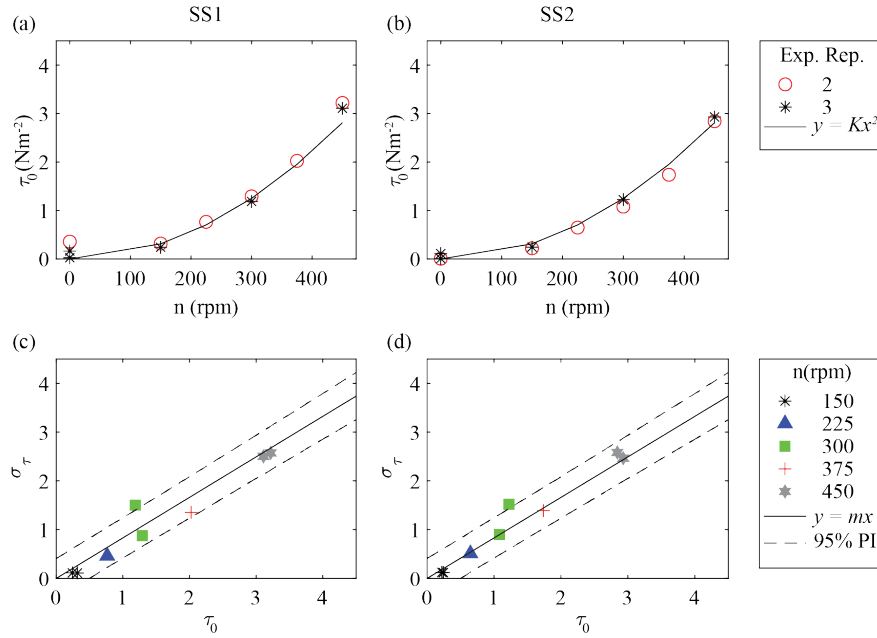 SS1
SS2
(a)
4
3
2
1
0
τ₀(Nm⁻²)
0 100 200 300 400
n (rpm)
(b)
4
3
2
1
0
τ₀(Nm⁻²)
0 100 200 300 400
n (rpm)
Exp. Rep.
2
3
y = Kx²
(c)
4
3
2
1
0
σ_τ
0 1 2 3 4
τ₀
(d)
4
3
2
1
0
σ_τ
0 1 2 3 4
τ₀
n(rpm)
150
225
300
375
450
y = mx
95% PI